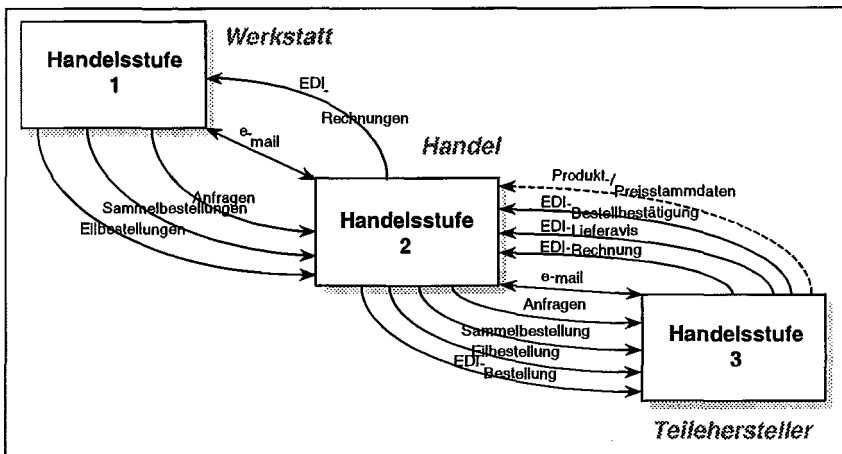 Werkstatt
Handelsstufe
1
EDI-
Rechnungen
e-mail
Handel
Anfragen
Sammelbestellungen
Eilbestellungen
Handelsstufe
2
Produkt-/
Preisstammdaten
EDI-Bestellbestätigung
EDI-Lieferavis
EDI-Rechnung
e-mail
Anfragen
Sammelbestellung
Eilbestellung
EDI-Bestellung
Handelsstufe
3
Teilehersteller